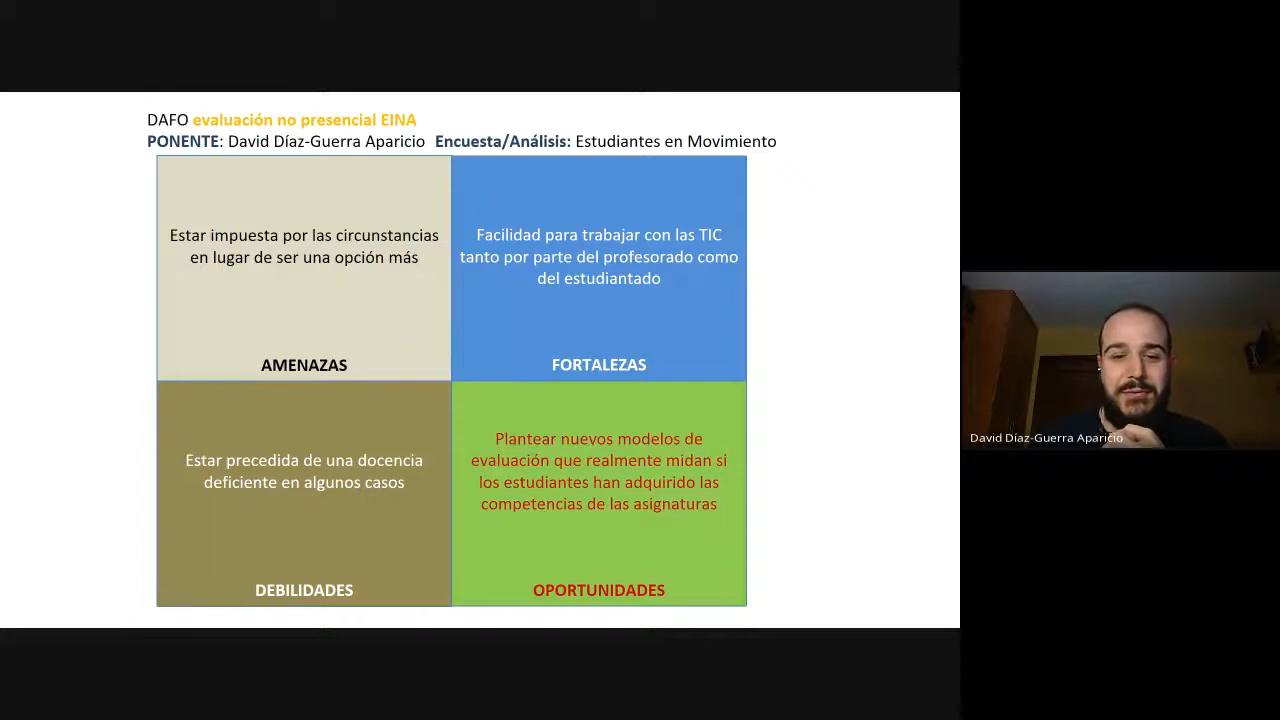 DAFO evaluación no presencial EINA
PONENTE: David Díaz-Guerra Aparicio Encuesta/Análisis: Estudiantes en Movimiento
Estar impuesta por las circunstancias
en lugar de ser una opción más
AMENAZAS
Facilidad para trabajar con las TIC
tanto por parte del profesorado como
del estudiantado
FORTALEZAS
Estar precedida de una docencia
deficiente en algunos casos
DEBILIDADES
Plantear nuevos modelos de
evaluación que realmente midan si
los estudiantes han adquirido las
competencias de las asignaturas
OPORTUNIDADES
David Díaz-Guerra Aparicio